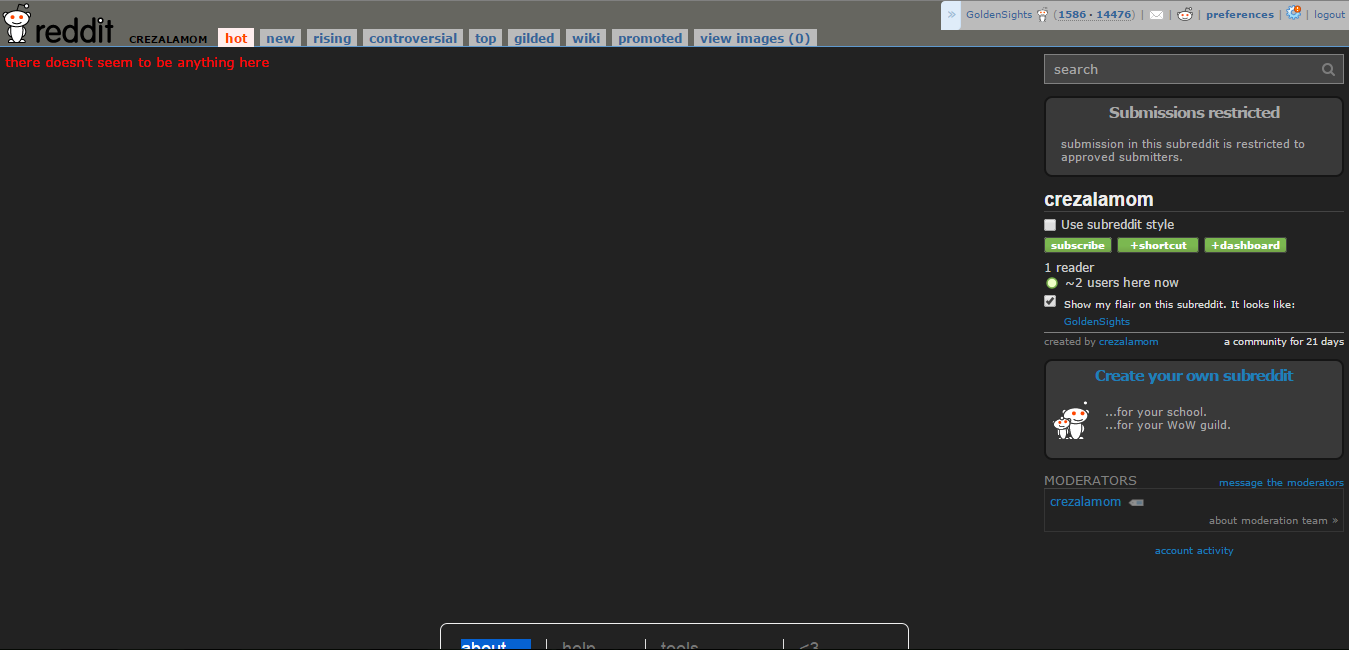 GoldenSights (1586 · 14476) | | | preferences | | logout
reddit CREZALAMOM hot new rising controversial top gilded wiki promoted view images (0)
there doesn't seem to be anything here
search
Submissions restricted
submission in this subreddit is restricted to
approved submitters.
crezalamom
Use subreddit style
subscribe +shortcut +dashboard
1 reader
~2 users here now
Show my flair on this subreddit. It looks like:
GoldenSights
created by crezalamom a community for 21 days
Create your own subreddit
...for your school.
...for your WoW guild.
MODERATORS message the moderators
crezalamom
about moderation team »
account activity
about help tools <3